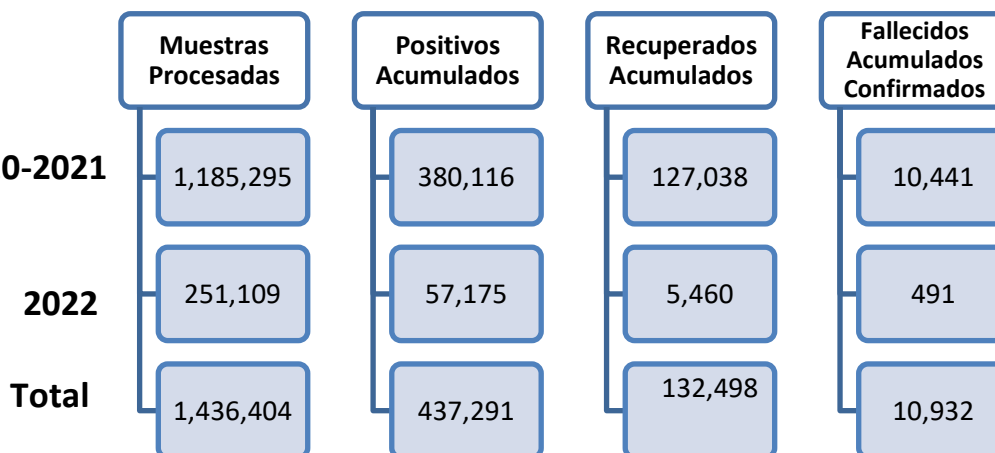 Muestras
Procesadas
Positivos
Acumulados
Recuperados
Acumulados
Fallecidos
Acumulados
Confirmados
0-2021
1,185,295
380,116
127,038
10,441
2022
251,109
57,175
5,460
491
Total
1,436,404
437,291
132,498
10,932